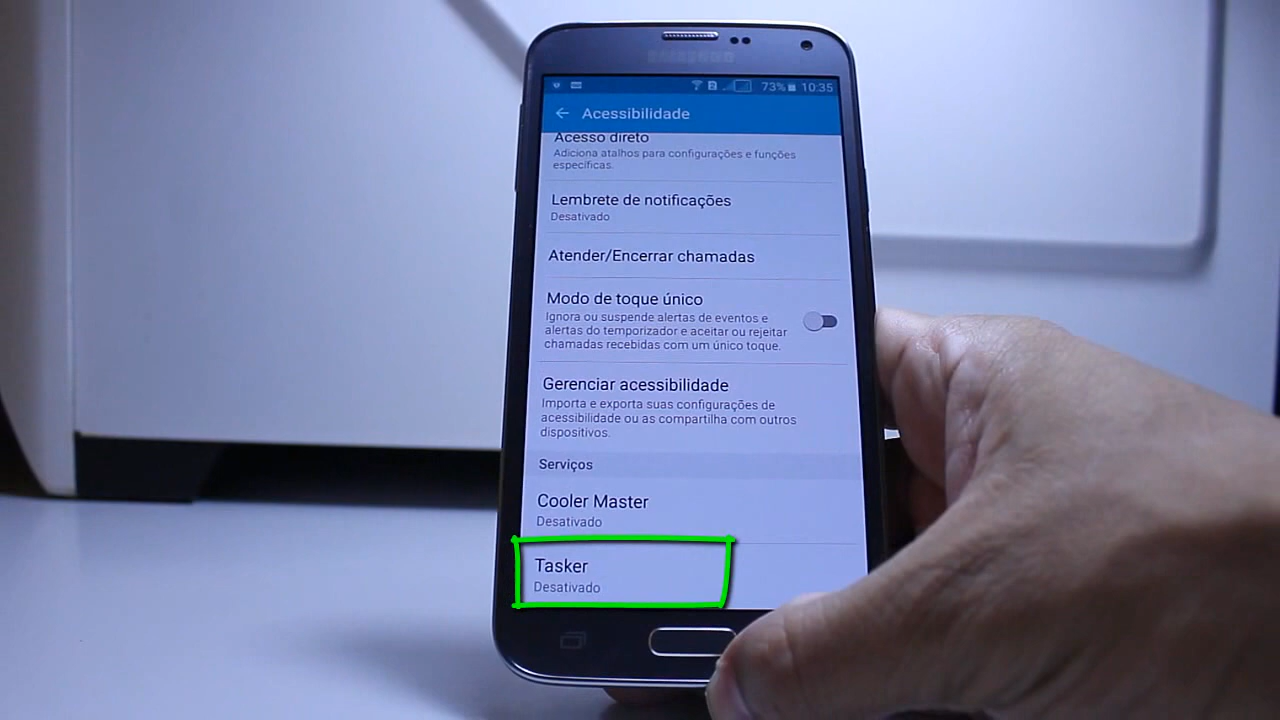 SAMSUNG
73% 10:35
Acessibilidade
Acesso direto
Adiciona atalhos para configurações e funções
específicas.
Lembrete de notificações
Desativado
Atender/Encerrar chamadas
Modo de toque único
Ignora ou suspende alertas de eventos e
alertas do temporizador e aceitar ou rejeitar
chamadas recebidas com um único toque.
Gerenciar acessibilidade
Importa e exporta suas configurações de
acessibilidade ou as compartilha com outros
dispositivos.
Serviços
Cooler Master
Desativado
Tasker
Desativado